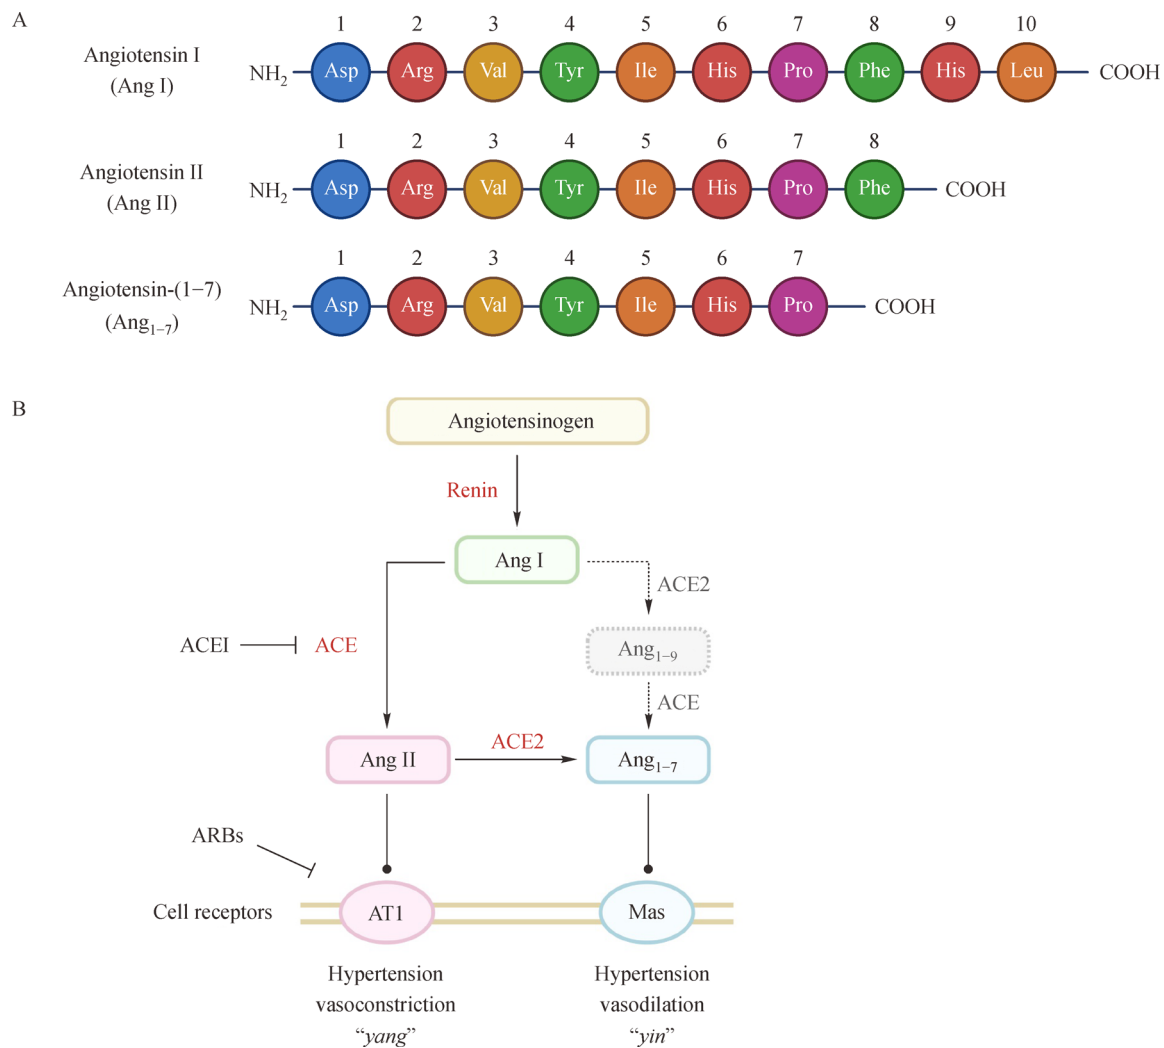 A
1 2 3 4 5 6 7 8 9 10
Angiotensin I
(Ang I)
NH2 Asp Arg Val Tyr Ile His Pro Phe His Leu COOH
1 2 3 4 5 6 7 8
Angiotensin II
(Ang II)
NH2 Asp Arg Val Tyr Ile His Pro Phe COOH
1 2 3 4 5 6 7
Angiotensin-(1−7)
(Ang1−7)
NH2 Asp Arg Val Tyr Ile His Pro COOH
B
Angiotensinogen
Renin
Ang I
ACE2
ACEI
ACE
Ang1−9
ACE
Ang II
ACE2
Ang1−7
ARBs
Cell receptors
AT1
Mas
Hypertension
vasoconstriction
“yang”
Hypertension
vasodilation
“yin”